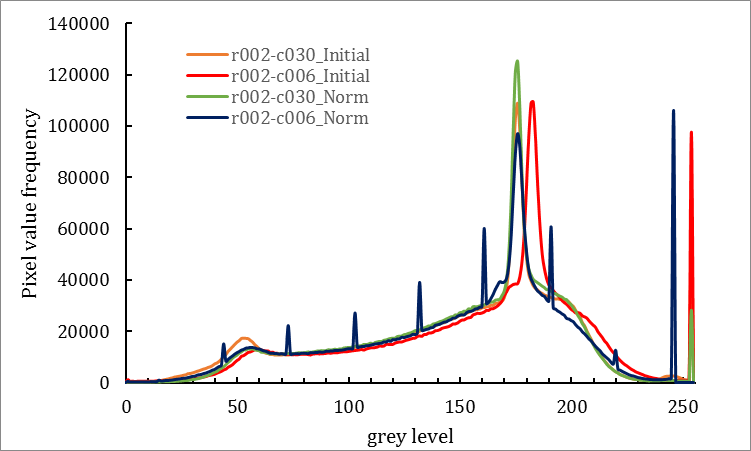 140000
120000
100000
80000
60000
40000
20000
0
Pixel value frequency
r002-c030_Initial
r002-c006_Initial
r002-c030_Norm
r002-c006_Norm
0 50 100 150 200 250
grey level